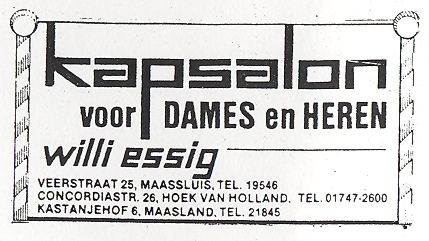 kapsalon
voor DAMES en HEREN
willi essig
VEERSTRAAT 25, MAASSLUIS, TEL. 19546
CONCORDIASTR. 26, HOEK VAN HOLLAND. TEL. 01747-2600
KASTANJEHOF 6, MAASLAND. TEL. 21845